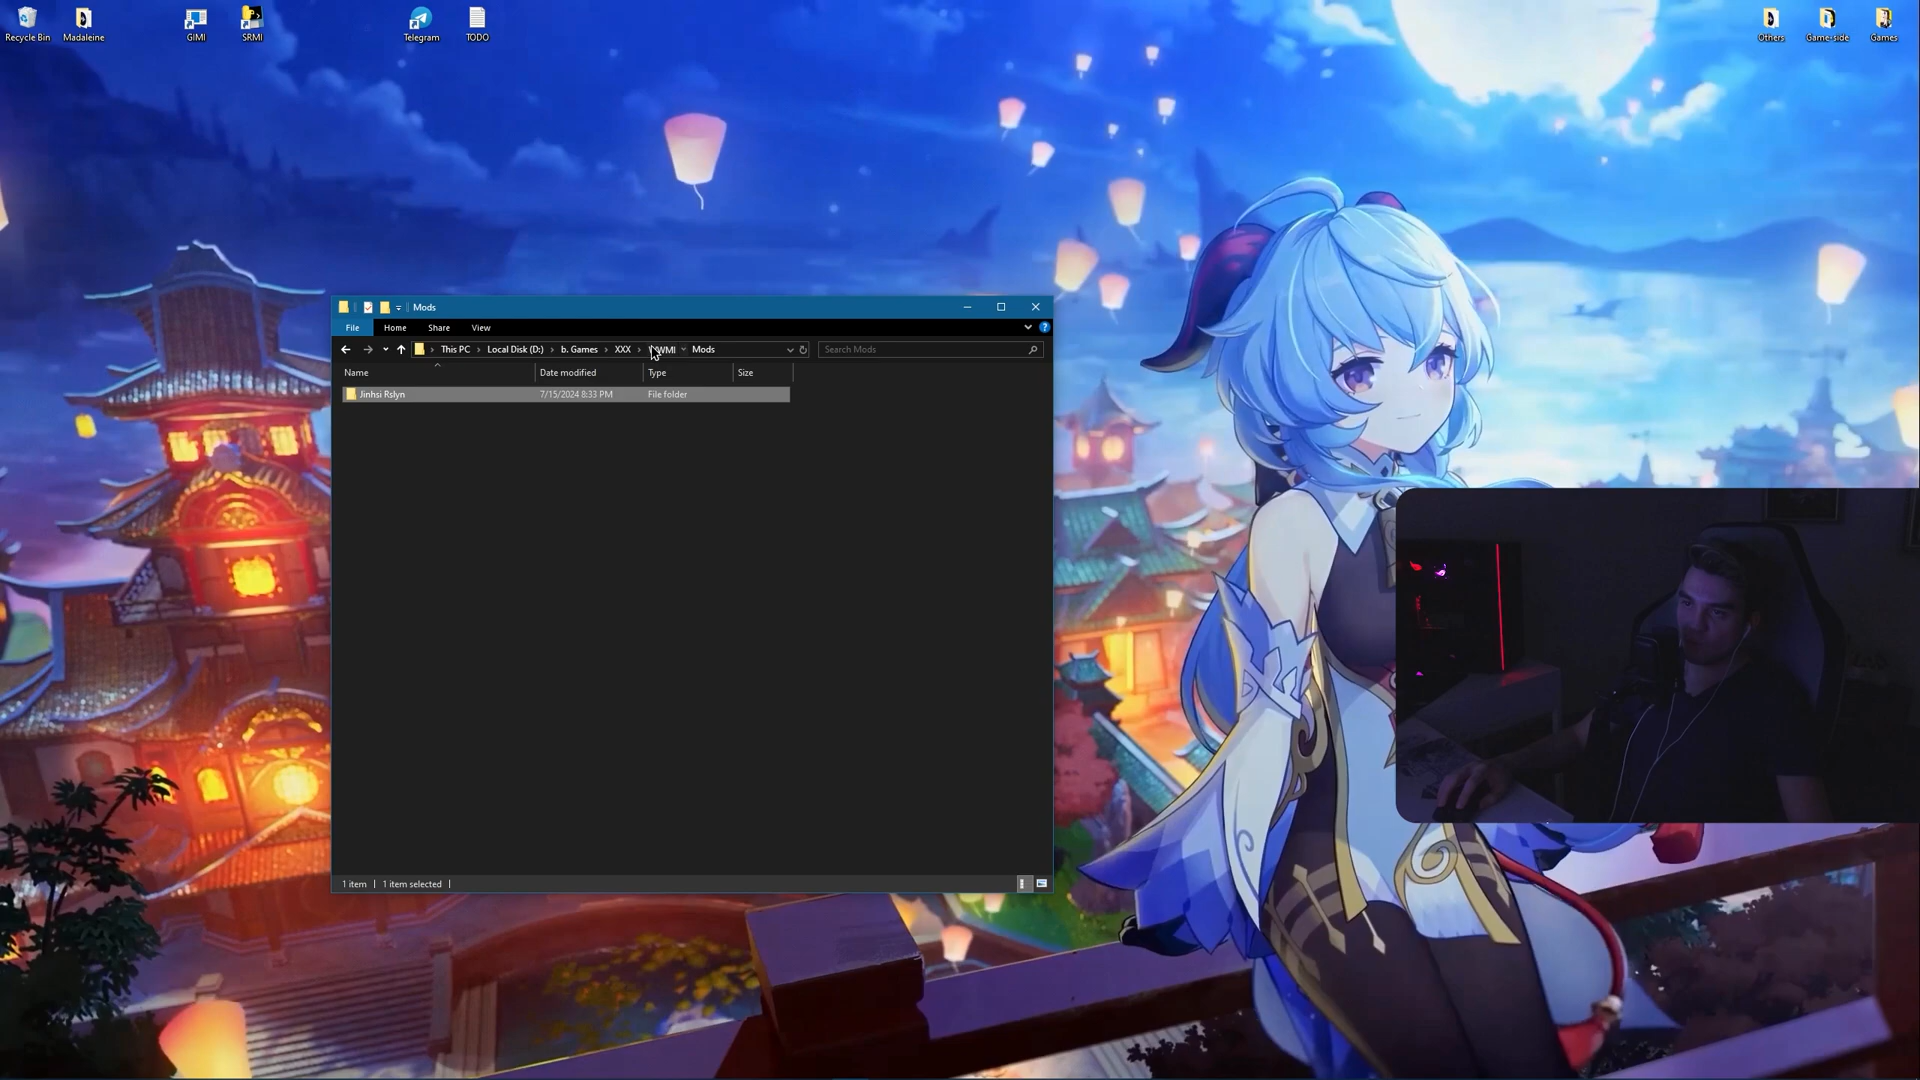 Recycle Bin
Madaleine
GIMI
SRMI
Telegram
TODO
Others
Game-side
Games
Mods
File
Home
Share
View
This PC
Local Disk (D:)
b. Games
XXX
Mods
Search Mods
Name
Date modified
Type
Size
Jinhsi Rslyn
7/15/2024 8:33 PM
File folder
1 item
1 item selected